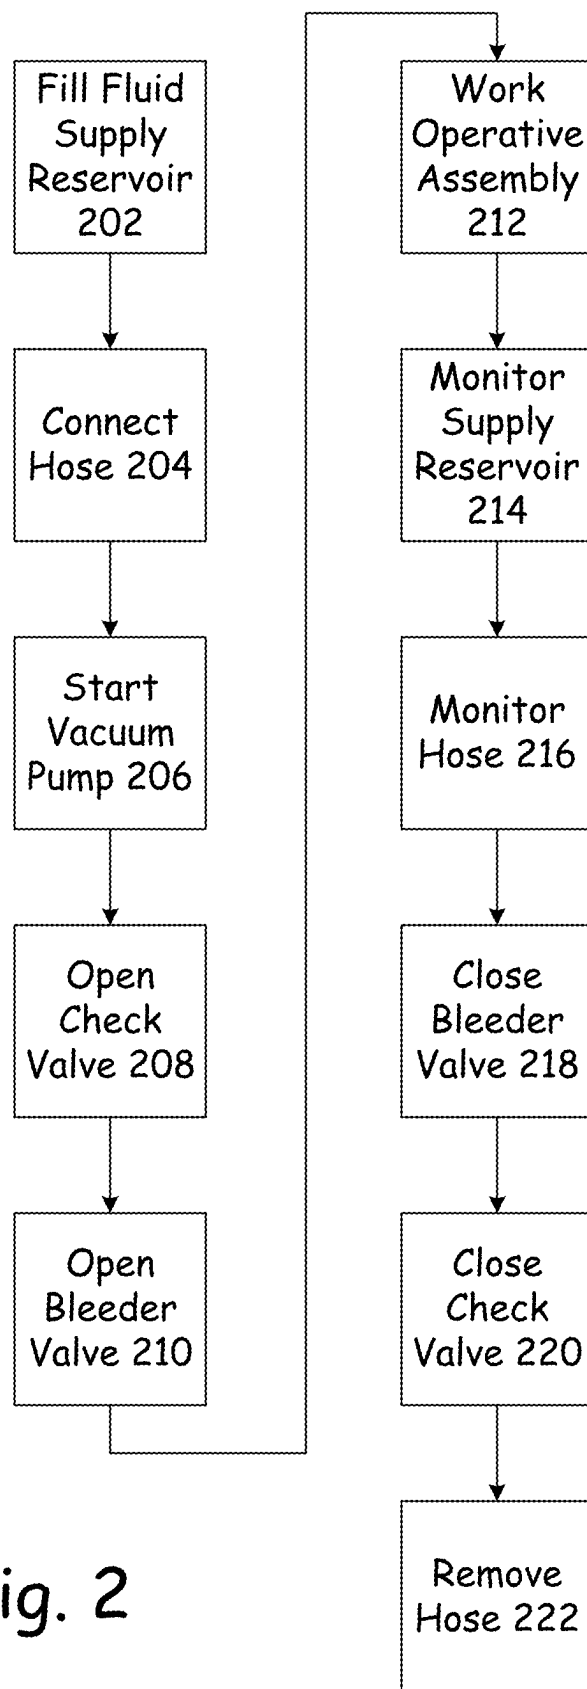 Fill Fluid
Supply
Reservoir
202
Connect
Hose 204
Start
Vacuum
Pump 206
Open
Check
Valve 208
Open
Bleeder
Valve 210
Work
Operative
Assembly
212
Monitor
Supply
Reservoir
214
Monitor
Hose 216
Close
Bleeder
Valve 218
Close
Check
Valve 220
Remove
Hose 222
ig. 2